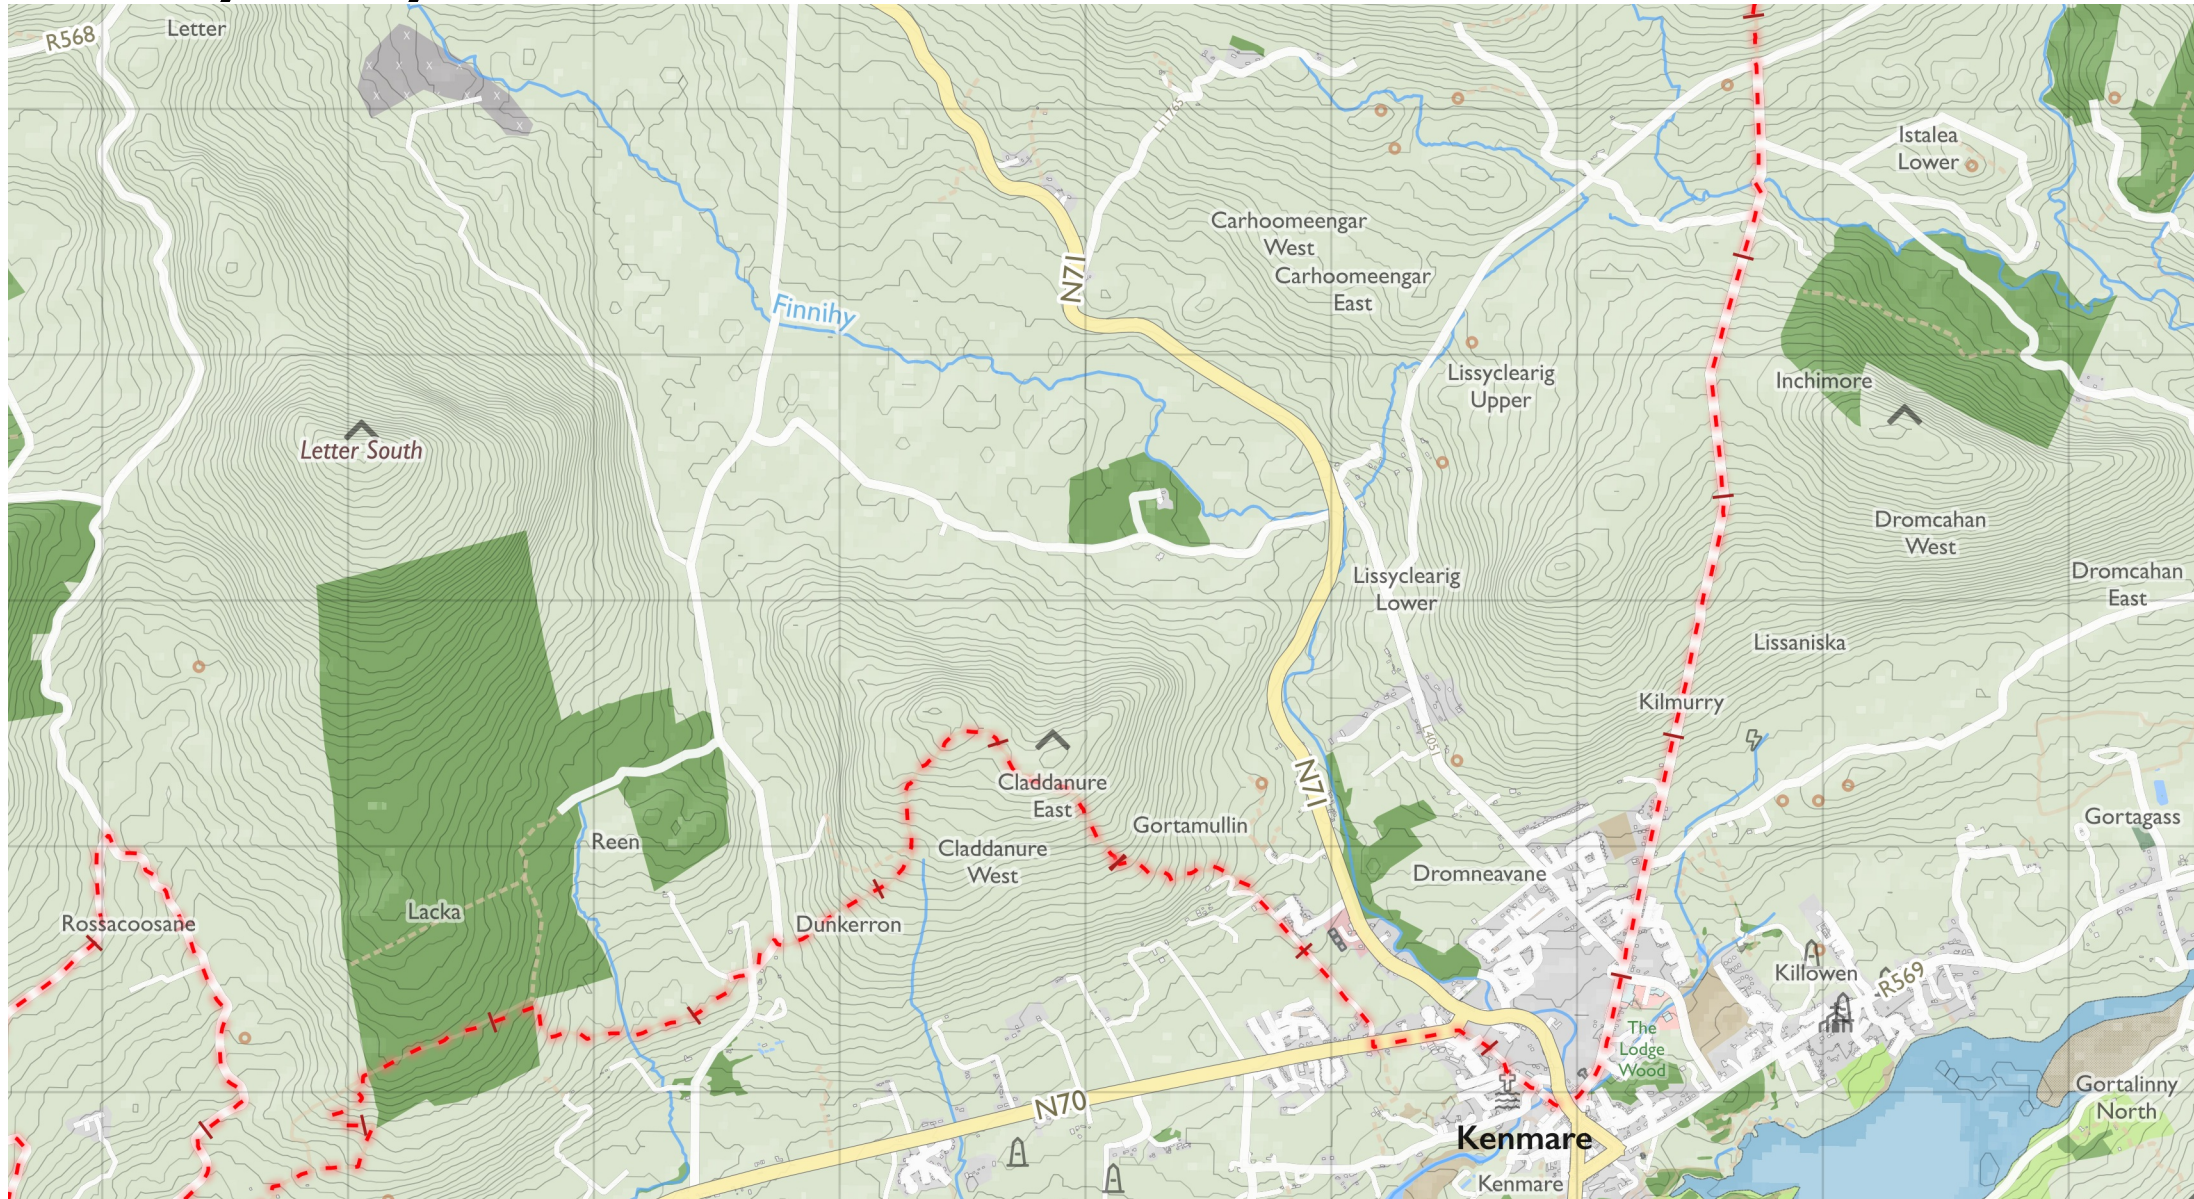 Letter
R568
L11765
Istalea
Lower
Carhoomeengar
West
Carhoomeengar
East
N71
Finnihy
Lissyclearig
Upper
Inchimore
Letter South
Dromcahan
West
Dromcahan
East
Lissyclearig
Lower
Lissaniska
Kilmurry
L4051
N71
Claddanure
East
Gortamullin
Gortagass
Reen
Claddanure
West
Dromneavane
Lacka
Rossacoosane
Dunkerron
Killowen
R569
The
Lodge
Wood
Gortalinny
North
N70
Kenmare
Kenmare